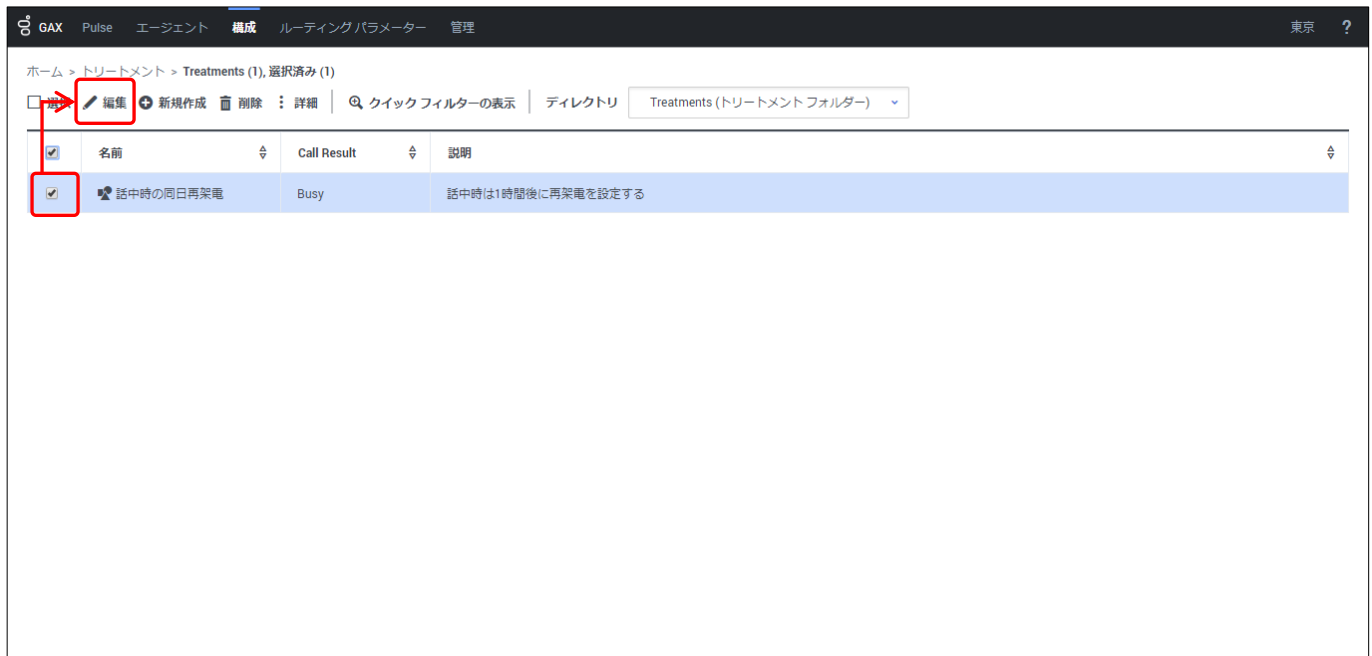 GAX Pulse エージェント 構成 ルーティング パラメーター 管理 東京 ?
ホーム > トリートメント > Treatments (1), 選択済み (1)
選択 編集 新規作成 削除 詳細 クイック フィルターの表示 ディレクトリ Treatments (トリートメント フォルダー)
名前 Call Result 説明
話中時の同日再架電 Busy 話中時は1時間後に再架電を設定する